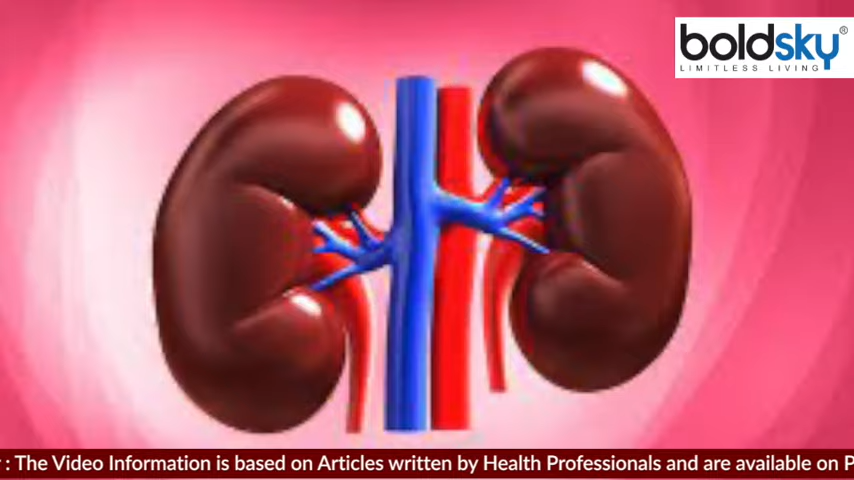 boldsky®
LIMITLESS LIVING
: The Video Information is based on Articles written by Health Professionals and are available on P